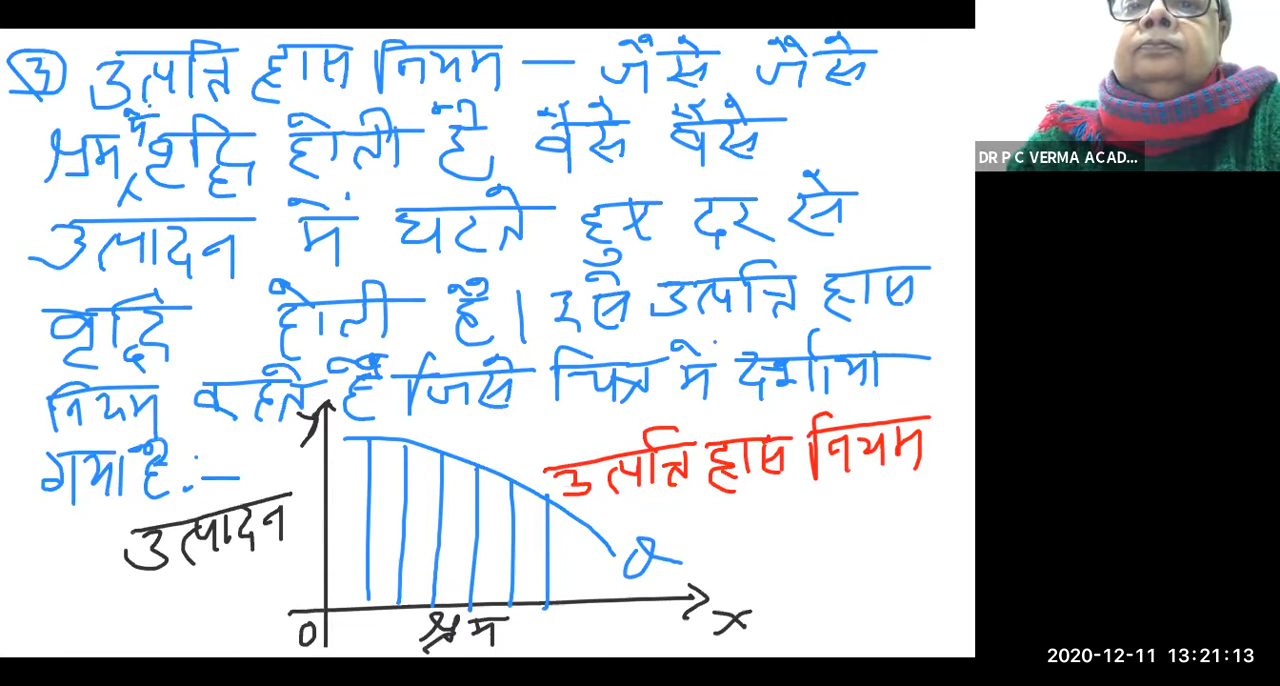 ③ उत्पत्ति ह्रास नियम — जैसे जैसे
श्रम में वृद्धि होती है, वैसे वैसे
उत्पादन में घटते हुए दर से
वृद्धि होती है। इसे उत्पत्ति ह्रास
नियम कहते हैं जिसे चित्र में दर्शाया
गया है :—
उत्पत्ति ह्रास नियम
y
उत्पादन
0
श्रम
x
DR P C VERMA ACAD...
2020-12-11 13:21:13